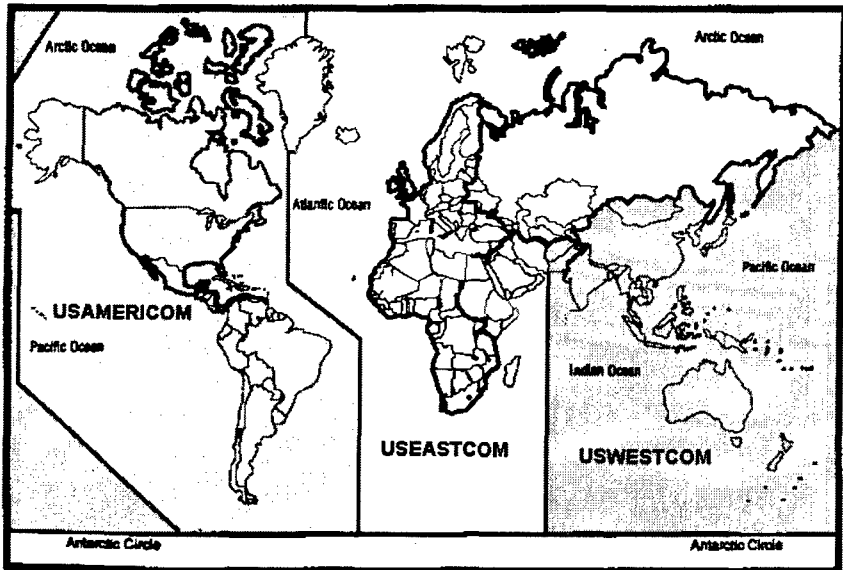 Arctic Ocean
Arctic Ocean
Atlantic Ocean
Pacific Ocean
USAMERICOM
Pacific Ocean
Indian Ocean
USEASTCOM
USWESTCOM
Antarctic Circle
Antarctic Circle